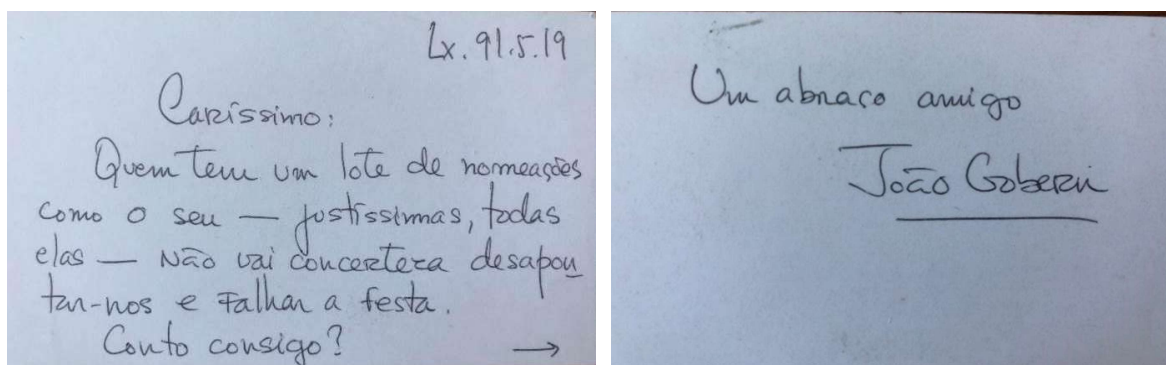 Lx. 91.5.19
Caríssimo:
Quem tem um lote de nomeações
como o seu — justíssimas, todas
elas — não vai concerteza desapon
tar-nos e falhar a festa.
Conto consigo? →
Um abraço amigo
João Gobern